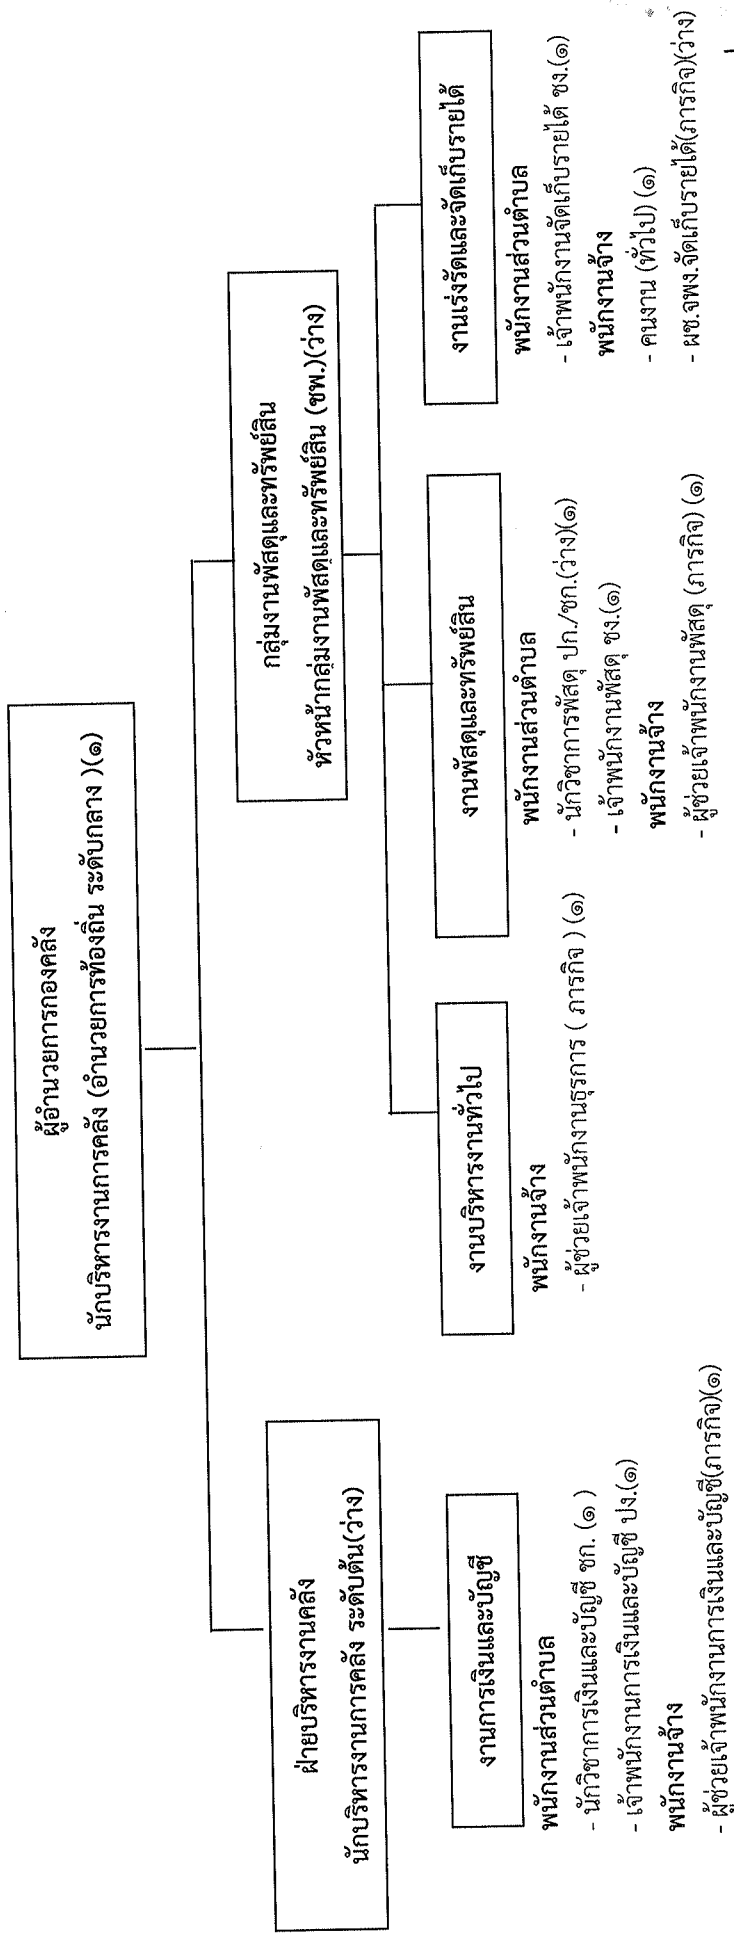 ผู้อำนวยการกองคลัง
นักบริหารงานการคลัง (อำนวยการท้องถิ่น ระดับกลาง )(๑)
ฝ่ายบริหารงานคลัง
นักบริหารงานการคลัง ระดับต้น(ว่าง)
กลุ่มงานพัสดุและทรัพย์สิน
หัวหน้ากลุ่มงานพัสดุและทรัพย์สิน (ชพ.)(ว่าง)
งานการเงินและบัญชี
พนักงานส่วนตำบล
- นักวิชาการเงินและบัญชี ชก. (๑ )
- เจ้าพนักงานการเงินและบัญชี ปง.(๑)
พนักงานจ้าง
- ผู้ช่วยเจ้าพนักงานการเงินและบัญชี(ภารกิจ)(๑)
งานบริหารงานทั่วไป
พนักงานจ้าง
- ผู้ช่วยเจ้าพนักงานธุรการ ( ภารกิจ ) (๑)
งานพัสดุและทรัพย์สิน
พนักงานส่วนตำบล
- นักวิชาการพัสดุ ปก./ชก.(ว่าง)(๑)
- เจ้าพนักงานพัสดุ ชง.(๑)
พนักงานจ้าง
- ผู้ช่วยเจ้าพนักงานพัสดุ (ภารกิจ) (๑)
งานเร่งรัดและจัดเก็บรายได้
พนักงานส่วนตำบล
- เจ้าพนักงานจัดเก็บรายได้ ชง.(๑)
พนักงานจ้าง
- คนงาน (ทั่วไป) (๑)
- ผช.จพง.จัดเก็บรายได้(ภารกิจ)(ว่าง)